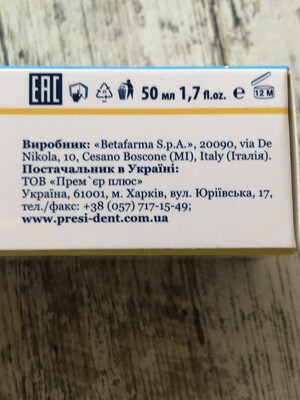 EAC 50 мл 1,7 fl.oz. e 12 M
Виробник: «Betafarma S.p.A.», 20090, via De
Nikola, 10, Cesano Boscone (MI), Italy (Італія).
Постачальник в Україні:
ТОВ «Прем`єр плюс»
Україна, 61001, м. Харків, вул. Юріївська, 17,
тел./факс: +38 (057) 717-15-49;
www.presi-dent.com.ua